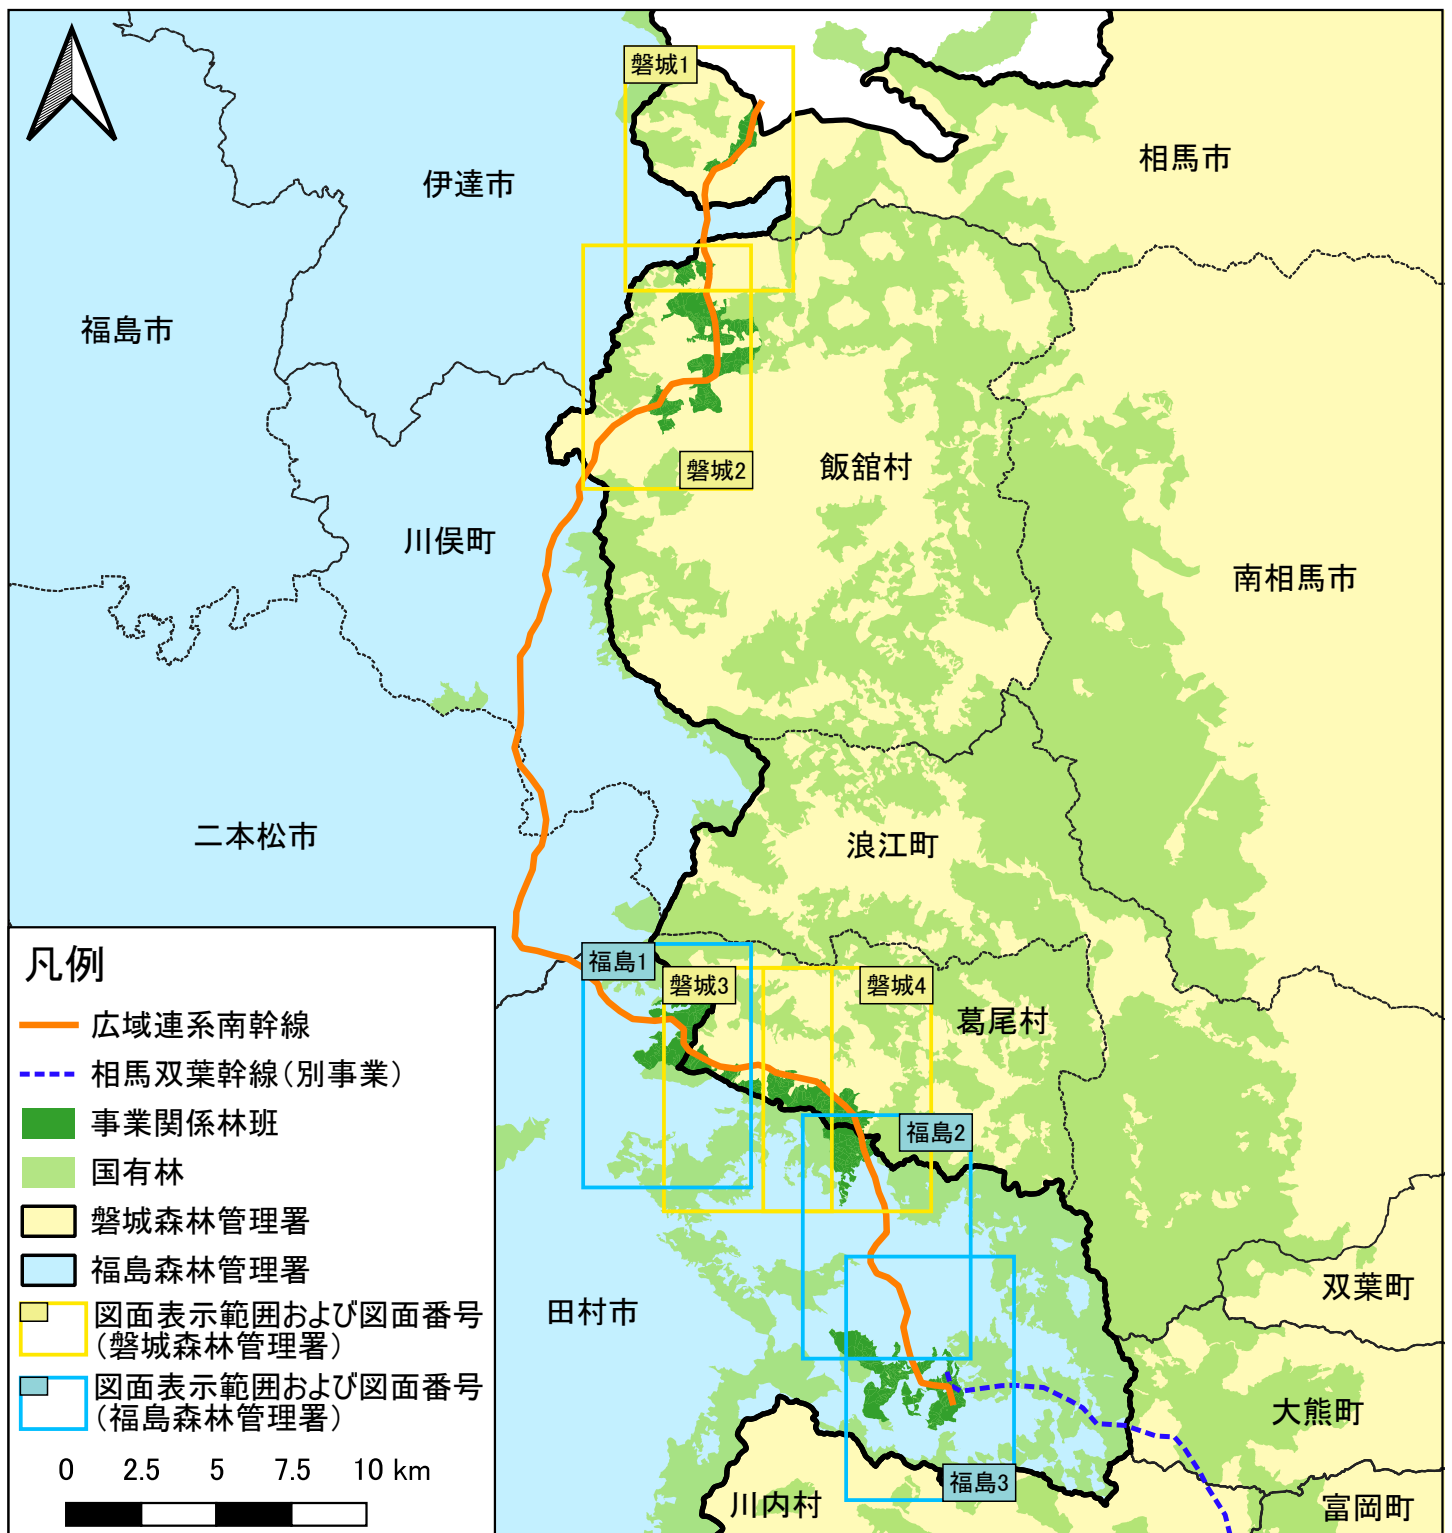 磐城1
相馬市
伊達市
福島市
飯舘村
磐城2
川俣町
南相馬市
二本松市
浪江町
福島1
磐城3
磐城4
葛尾村
福島2
田村市
双葉町
大熊町
福島3
川内村
富岡町
凡例
広域連系南幹線
相馬双葉幹線(別事業)
事業関係林班
国有林
磐城森林管理署
福島森林管理署
図面表示範囲および図面番号
(磐城森林管理署)
図面表示範囲および図面番号
(福島森林管理署)
0 2.5 5 7.5 10 km